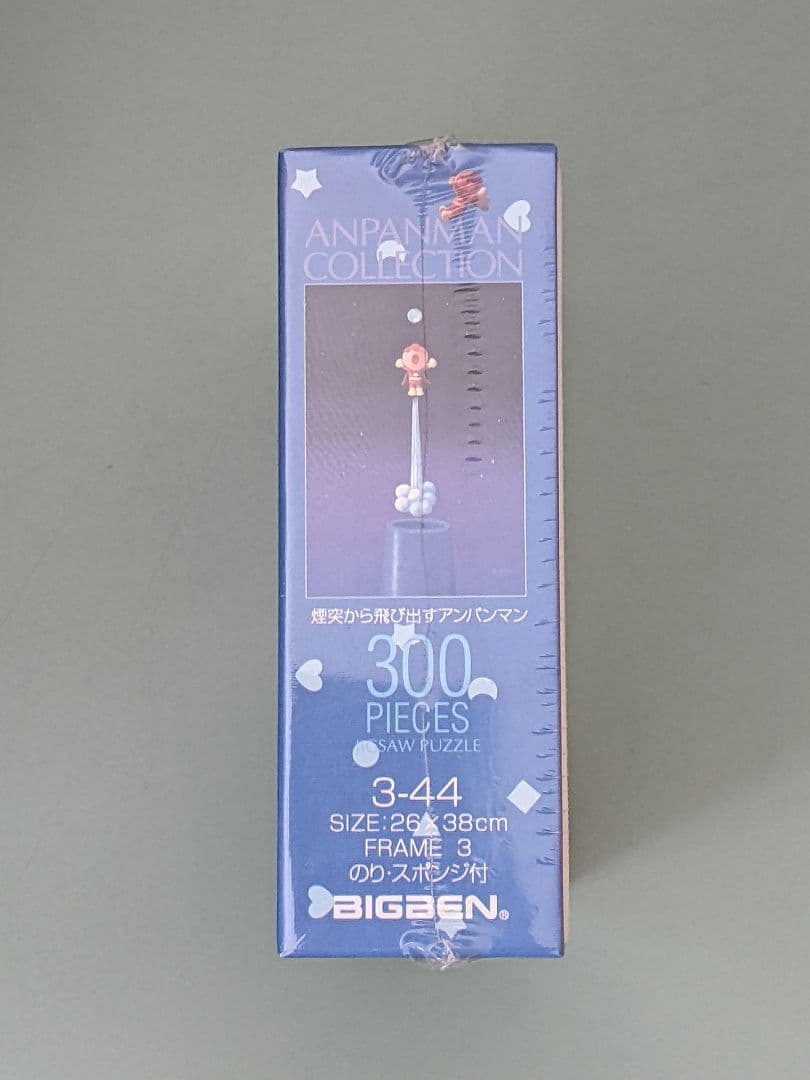 ANPANMAN
COLLECTION
煙突から飛び出すアンパンマン
300
PIECES
JIGSAW PUZZLE
3-44
SIZE:26×38cm
FRAME 3
のり・スポンジ付
BIGBEN®